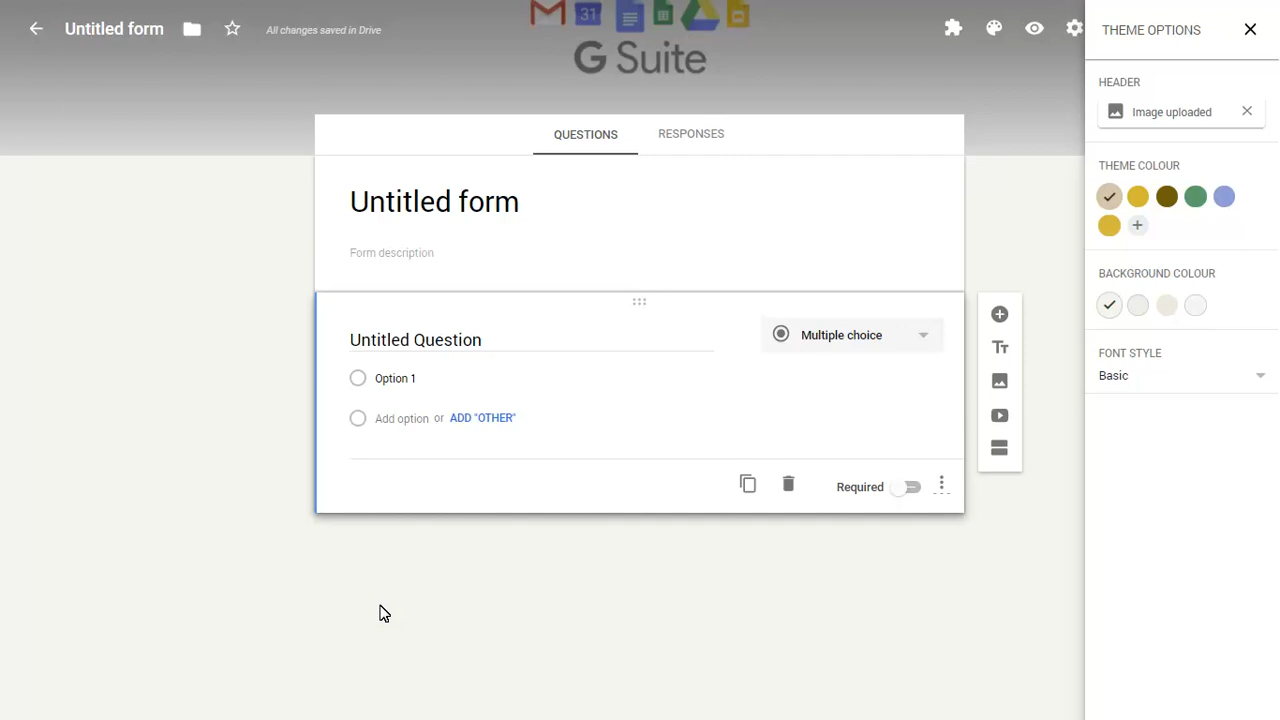 Untitled form
All changes saved in Drive
31
G Suite
THEME OPTIONS
HEADER
Image uploaded
THEME COLOUR
BACKGROUND COLOUR
FONT STYLE
Basic
QUESTIONS
RESPONSES
Untitled form
Form description
Untitled Question
Multiple choice
Option 1
Add option or ADD "OTHER"
Required
Tт